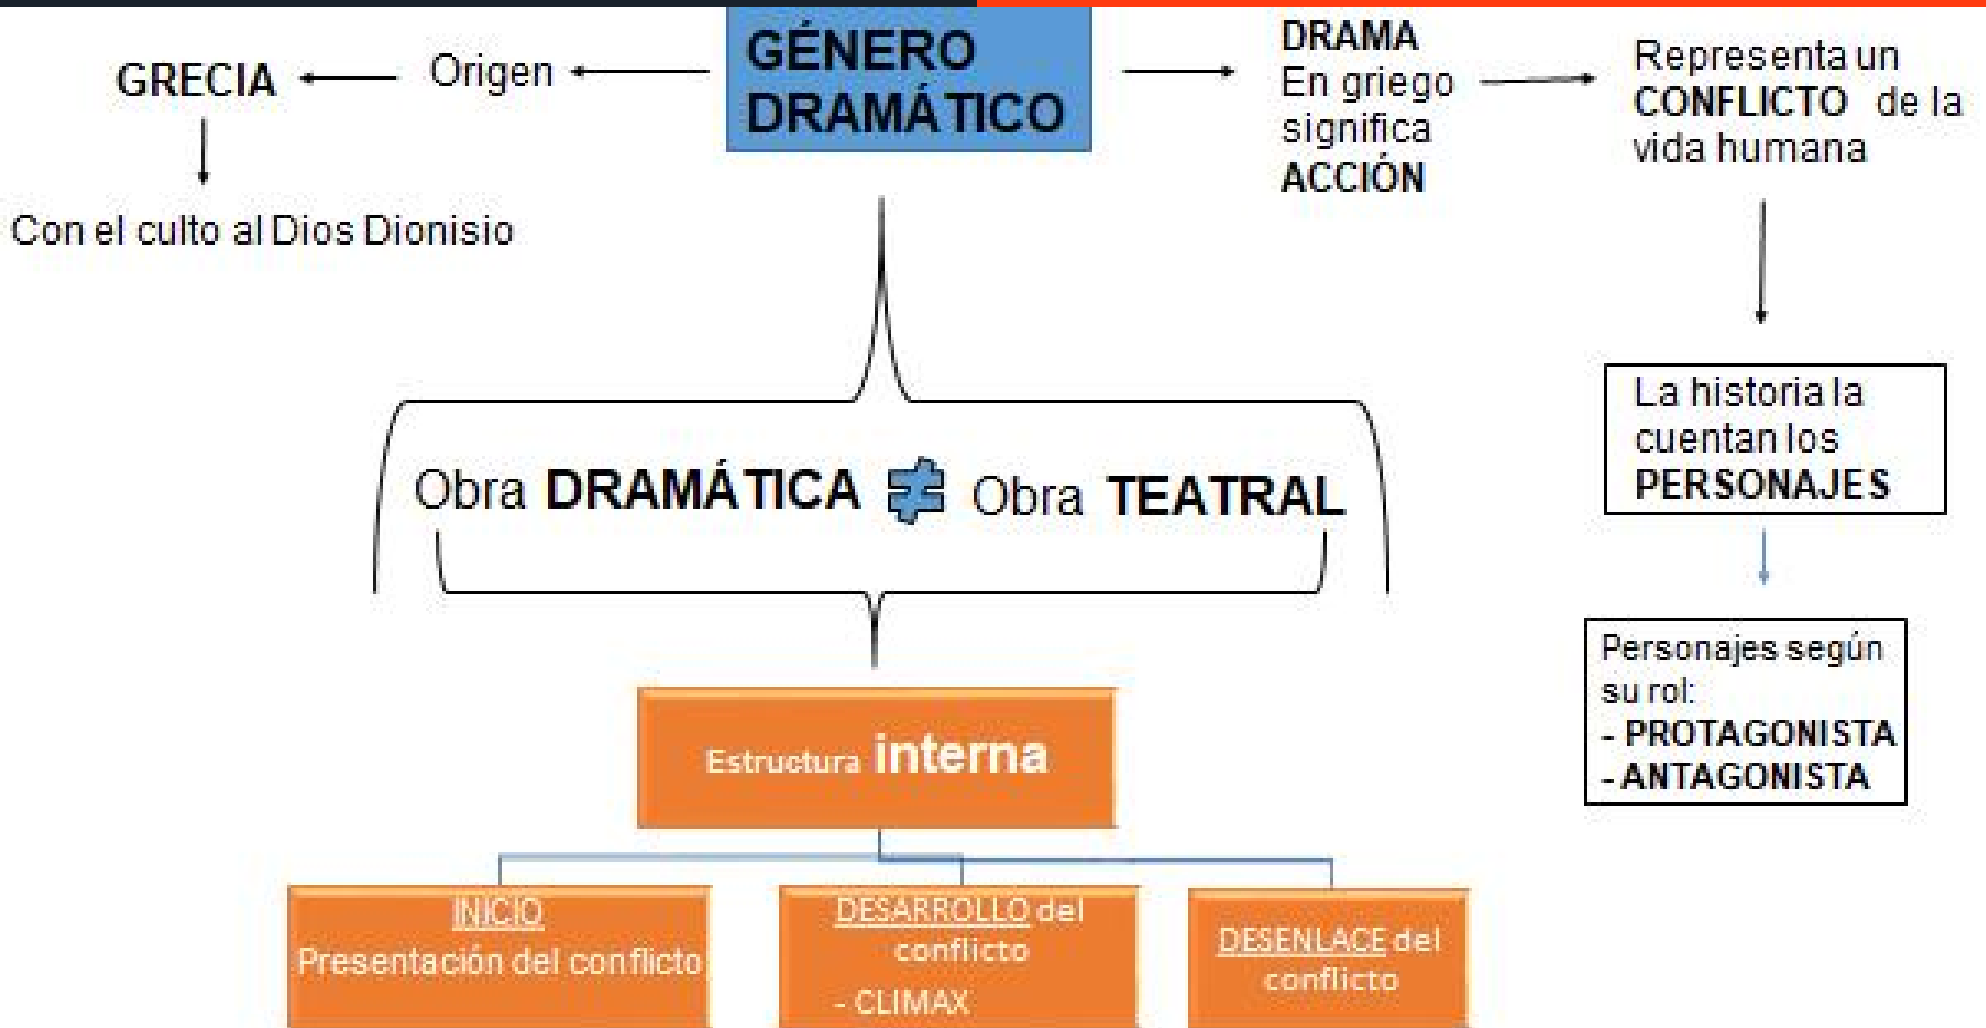 GÉNERO
DRAMÁTICO
Origen
GRECIA
Con el culto al Dios Dionisio
DRAMA
En griego
significa
ACCIÓN
Representa un
CONFLICTO de la
vida humana
La historia la
cuentan los
PERSONAJES
Personajes según
su rol:
- PROTAGONISTA
- ANTAGONISTA
Obra DRAMÁTICA ≠ Obra TEATRAL
Estructura interna
INICIO
Presentación del conflicto
DESARROLLO del
conflicto
- CLIMAX
DESENLACE del
conflicto